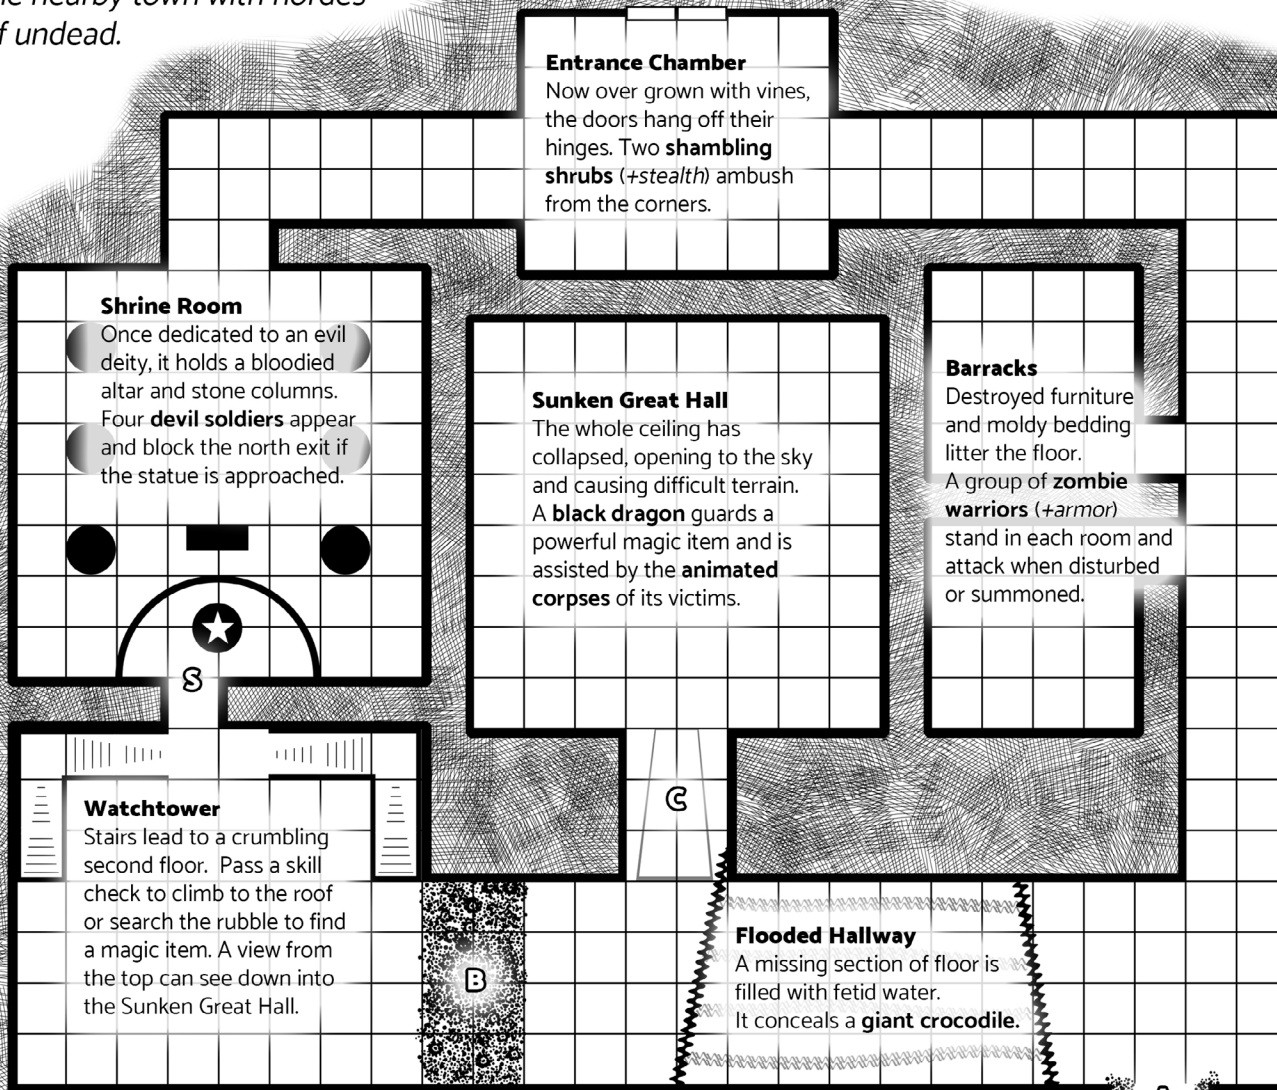 ne nearby town with hordes
f undead.
Entrance Chamber
Now over grown with vines,
the doors hang off their
hinges. Two shambling
shrubs (+stealth) ambush
from the corners.
Shrine Room
Once dedicated to an evil
deity, it holds a bloodied
altar and stone columns.
Four devil soldiers appear
and block the north exit if
the statue is approached.
S
Sunken Great Hall
The whole ceiling has
collapsed, opening to the sky
and causing difficult terrain.
A black dragon guards a
powerful magic item and is
assisted by the animated
corpses of its victims.
Barracks
Destroyed furniture
and moldy bedding
litter the floor.
A group of zombie
warriors (+armor)
stand in each room and
attack when disturbed
or summoned.
C
Watchtower
Stairs lead to a crumbling
second floor. Pass a skill
check to climb to the roof
or search the rubble to find
a magic item. A view from
the top can see down into
the Sunken Great Hall.
B
Flooded Hallway
A missing section of floor is
filled with fetid water.
It conceals a giant crocodile.